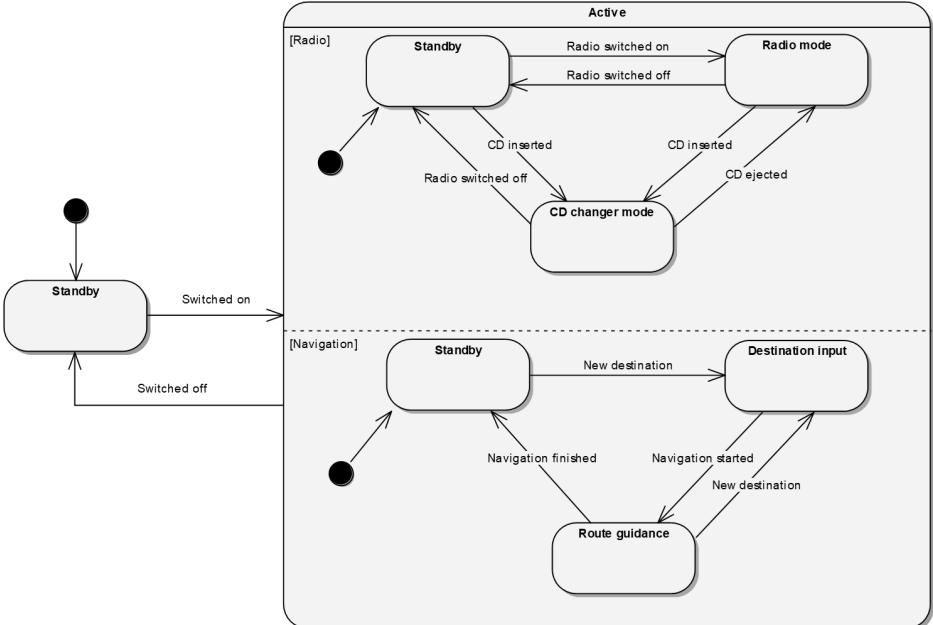 Active
[Radio]
Standby
Radio switched on
Radio mode
Radio switched off
CD inserted
CD inserted
Radio switched off
CD ejected
CD changer mode
Standby
Switched on
[Navigation]
Standby
Destination input
New destination
Switched off
Navigation finished
Navigation started
New destination
Route guidance